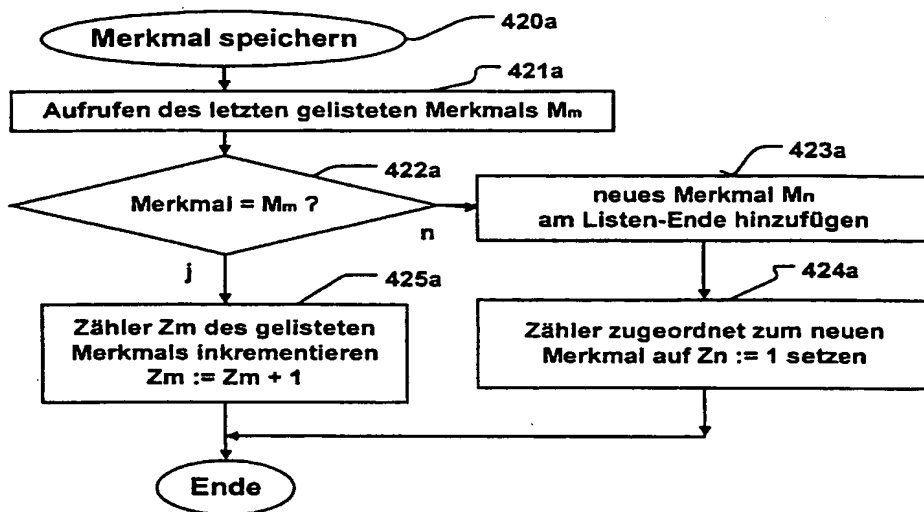 Merkmal speichern
420a
421a
Aufrufen des letzten gelisteten Merkmals Mm
422a
Merkmal = Mm ?
n
j
423a
neues Merkmal Mn
am Listen-Ende hinzufügen
425a
Zähler Zm des gelisteten
Merkmals inkrementieren
Zm := Zm + 1
424a
Zähler zugeordnet zum neuen
Merkmal auf Zn := 1 setzen
Ende